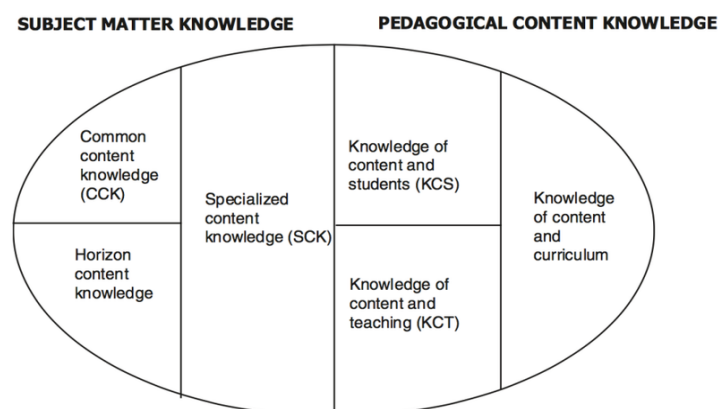 SUBJECT MATTER KNOWLEDGE
PEDAGOGICAL CONTENT KNOWLEDGE
Common
content
knowledge
(CCK)
Horizon
content
knowledge
Specialized
content
knowledge (SCK)
Knowledge of
content and
students (KCS)
Knowledge of
content and
teaching (KCT)
Knowledge
of content
and
curriculum